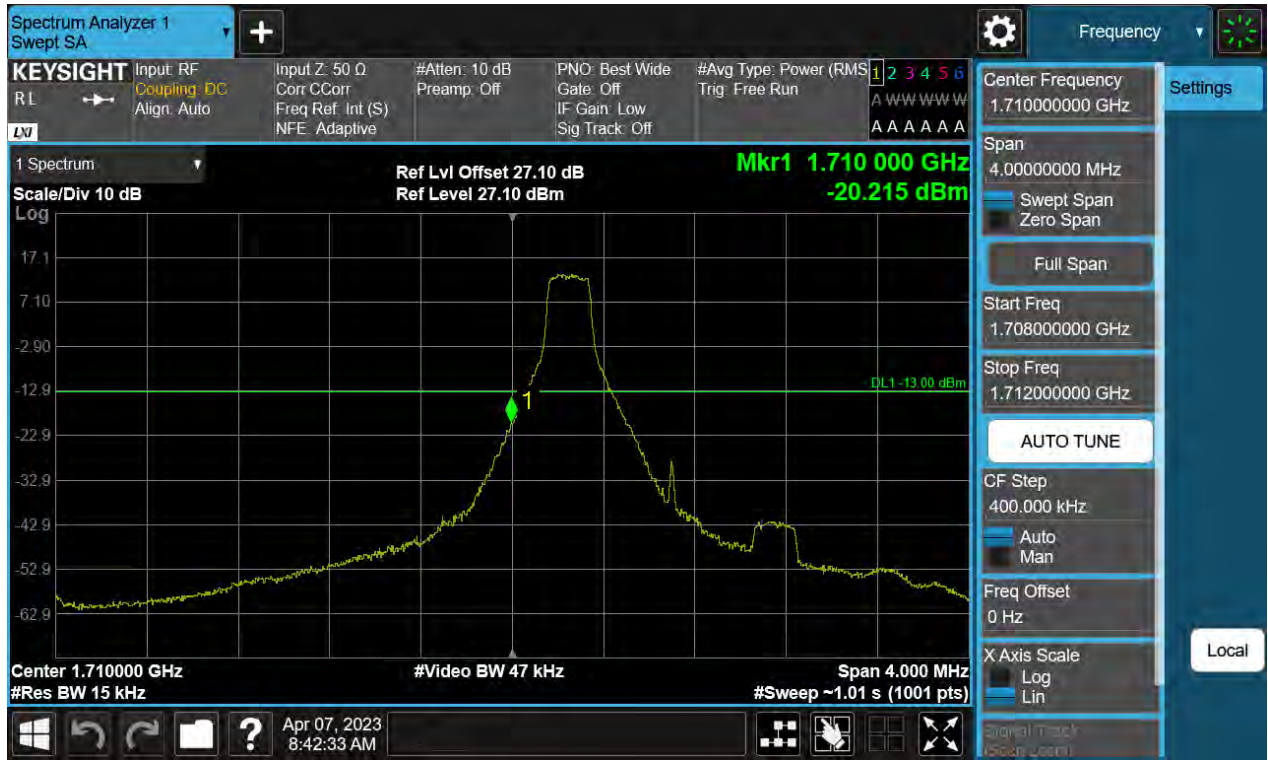 Spectrum Analyzer 1
Swept SA
Frequency
KEYSIGHT
RL
LXI
Input: RF
Coupling: DC
Align: Auto
Input Z: 50 Ω
Corr CCorr
Freq Ref: Int (S)
NFE: Adaptive
#Atten: 10 dB
Preamp: Off
PNO: Best Wide
Gate: Off
IF Gain: Low
Sig Track: Off
#Avg Type: Power (RMS
Trig: Free Run
1 2 3 4 5 6
A W W W W W
A A A A A A
1 Spectrum
Scale/Div 10 dB
Log
Ref Lvl Offset 27.10 dB
Ref Level 27.10 dBm
Mkr1 1.710 000 GHz
-20.215 dBm
17.1
7.10
-2.90
-12.9
-22.9
-32.9
-42.9
-52.9
-62.9
DL1 -13.00 dBm
1
Center 1.710000 GHz
#Res BW 15 kHz
#Video BW 47 kHz
Span 4.000 MHz
#Sweep ~1.01 s (1001 pts)
Center Frequency
1.710000000 GHz
Span
4.00000000 MHz
Swept Span
Zero Span
Full Span
Start Freq
1.708000000 GHz
Stop Freq
1.712000000 GHz
AUTO TUNE
CF Step
400.000 kHz
Auto
Man
Freq Offset
0 Hz
X Axis Scale
Log
Lin
Signal Track
(Span Zoom)
Settings
Local
?
Apr 07, 2023
8:42:33 AM